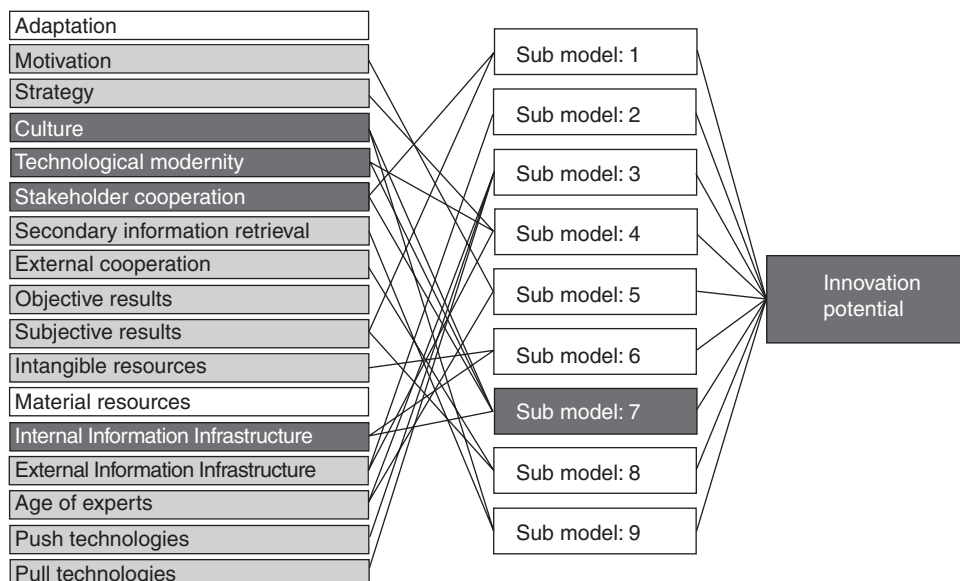 Adaptation
Motivation
Strategy
Culture
Technological modernity
Stakeholder cooperation
Secondary information retrieval
External cooperation
Objective results
Subjective results
Intangible resources
Material resources
Internal Information Infrastructure
External Information Infrastructure
Age of experts
Push technologies
Pull technologies
Sub model: 1
Sub model: 2
Sub model: 3
Sub model: 4
Sub model: 5
Sub model: 6
Sub model: 7
Sub model: 8
Sub model: 9
Innovation
potential